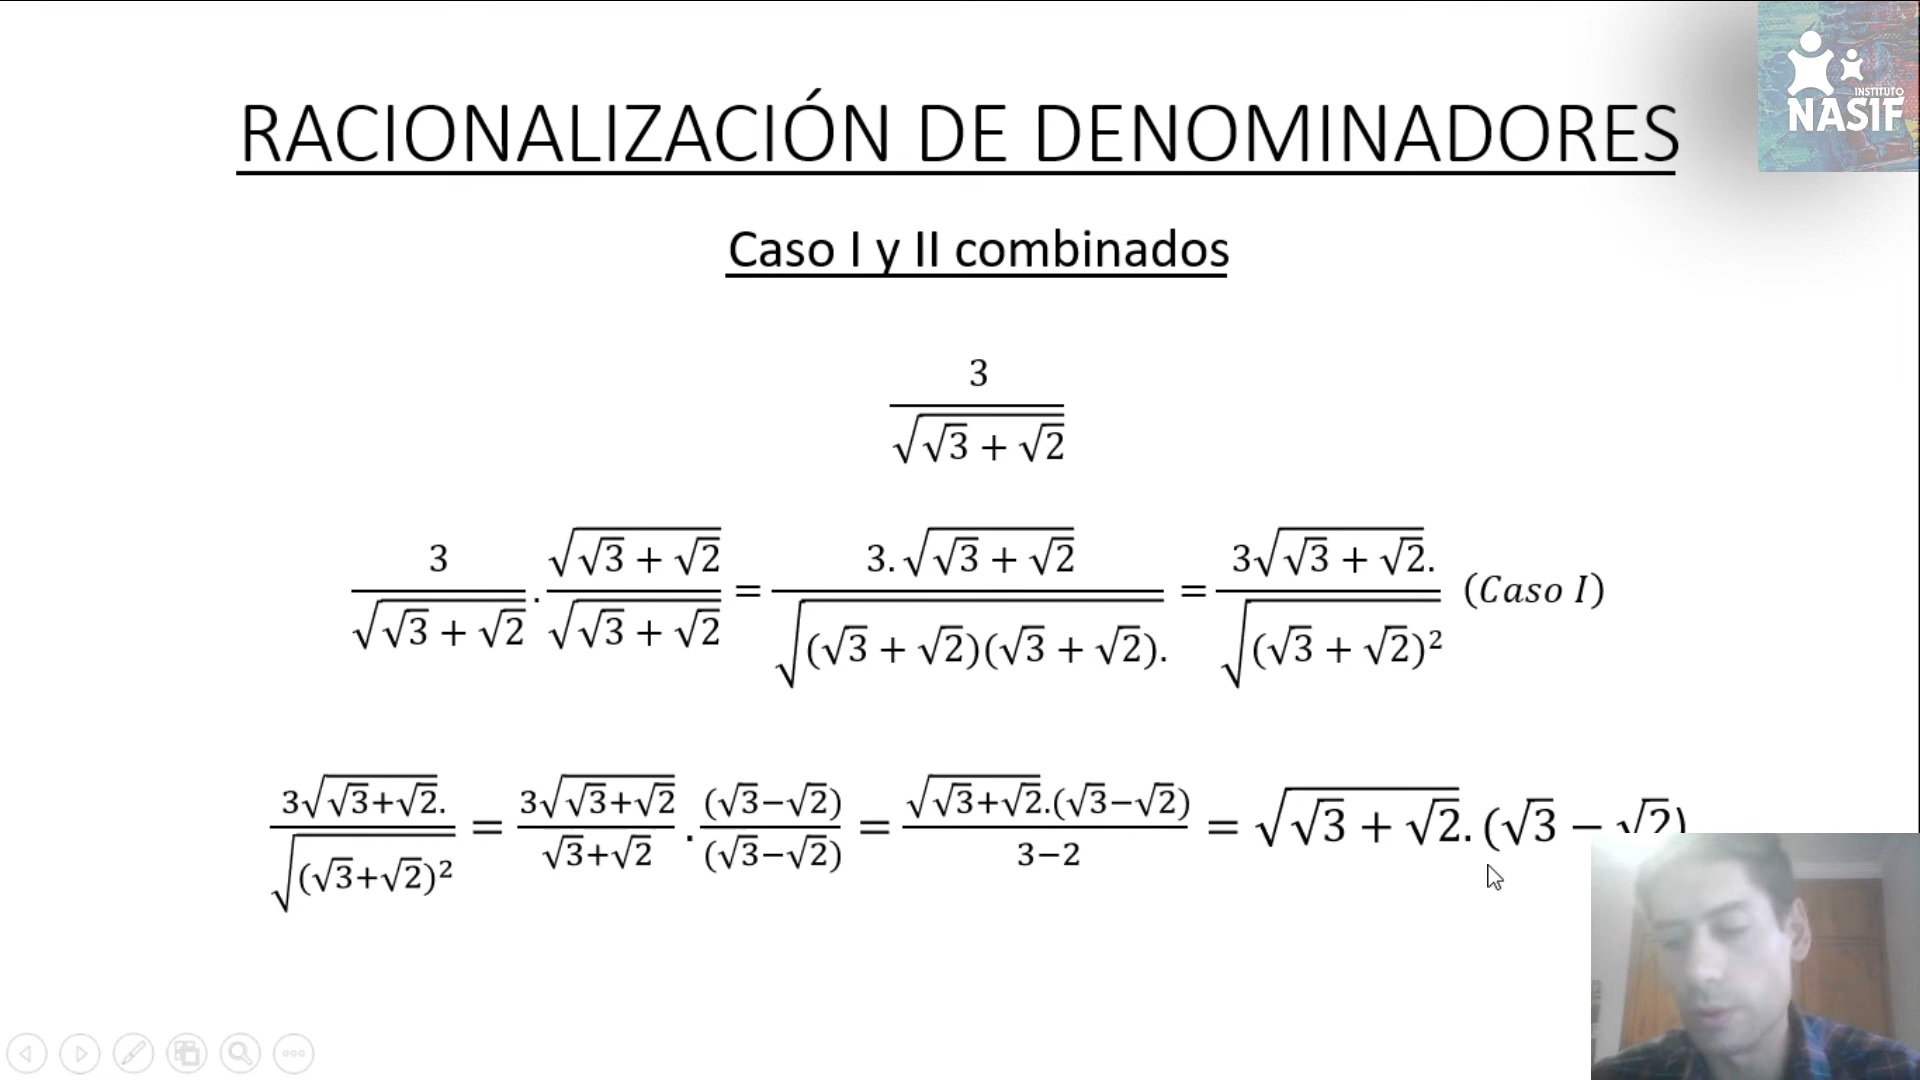 INSTITUTO
NASIF
RACIONALIZACIÓN DE DENOMINADORES
Caso I y II combinados
3/√(√3 + √2)
3/√(√3 + √2) . √(√3 + √2)/√(√3 + √2) = 3.√(√3 + √2)/√((√3 + √2)(√3 + √2).) = 3√(√3 + √2)./√((√3 + √2)²) (Caso I)
3√(√3+√2)./√((√3+√2)²) = 3√(√3+√2)/(√3+√2) . (√3−√2)/(√3−√2) = √(√3+√2).(√3−√2)/(3−2) = √(√3 + √2).(√3 − √2)